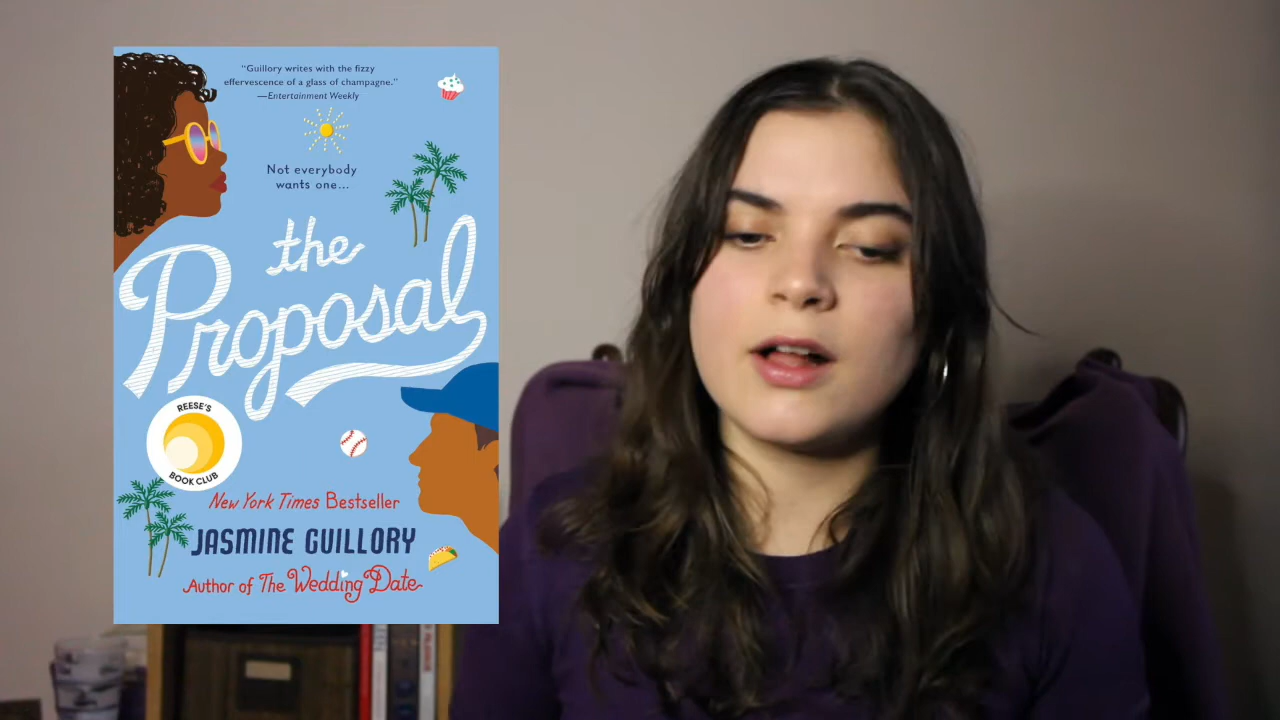 “Guillory writes with the fizzy
effervescence of a glass of champagne.”
—Entertainment Weekly
Not everybody
wants one...
the
Proposal
REESE'S
BOOK CLUB
New York Times Bestseller
JASMINE GUILLORY
Author of The Wedding Date